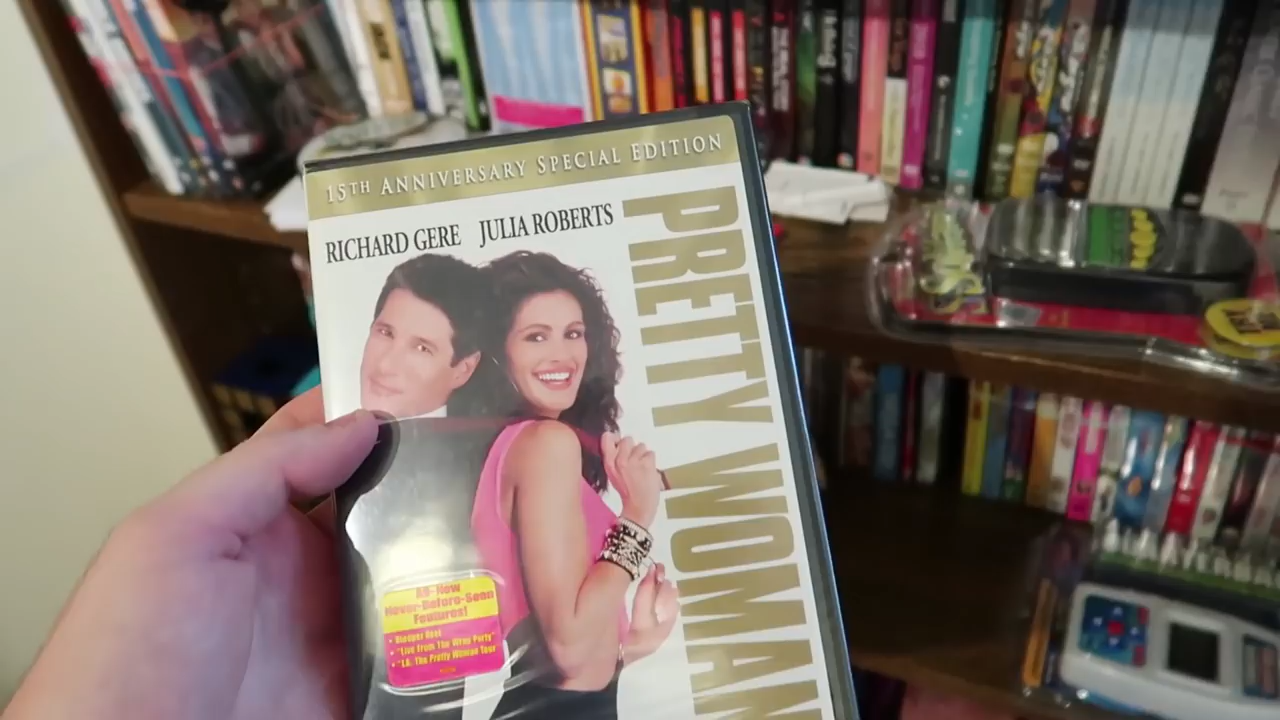 15TH ANNIVERSARY SPECIAL EDITION
RICHARD GERE JULIA ROBERTS
PRETTY WOMAN
All-New
Never-Before-Seen
Features!
• Blooper Reel
• "Live From The Wrap Party"
• "LA: The Pretty Woman Tour"